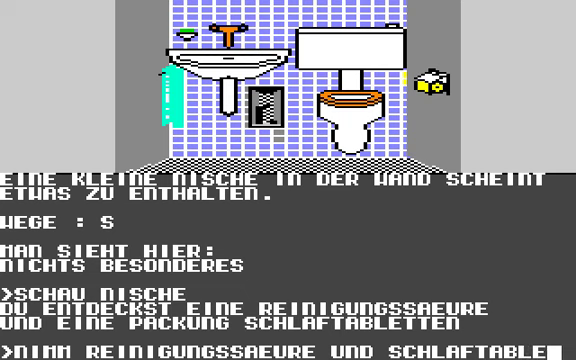 EINE KLEINE NISCHE IN DER WAND SCHEINT
ETWAS ZU ENTHALTEN.
WEGE : S
MAN SIEHT HIER:
NICHTS BESONDERES
>SCHAU NISCHE
DU ENTDECKST EINE REINIGUNGSSAEURE
UND EINE PACKUNG SCHLAFTABLETTEN
>NIMM REINIGUNGSSAEURE UND SCHLAFTABLE